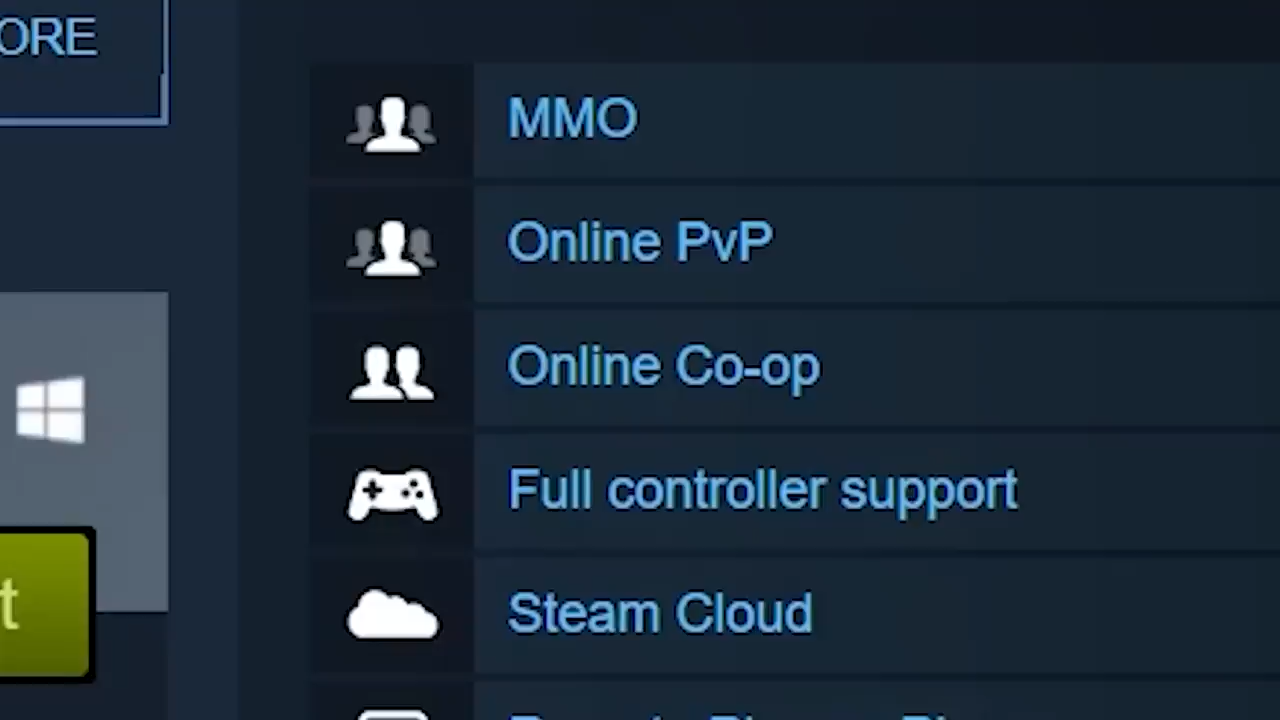 ORE
MMO
Online PvP
Online Co-op
Full controller support
Steam Cloud
t